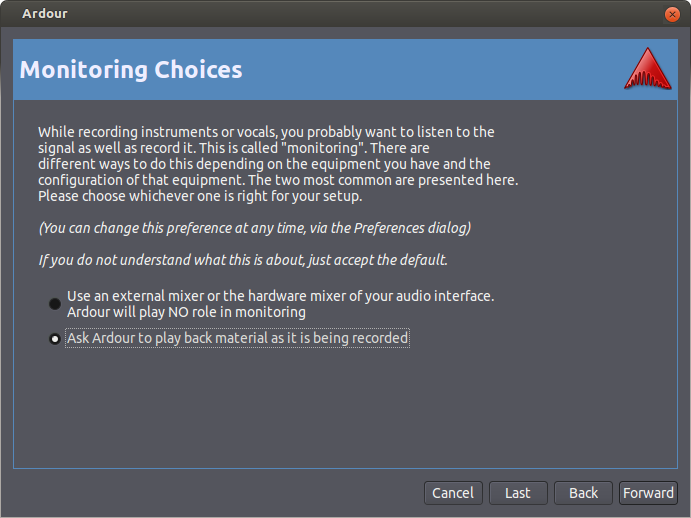 Ardour
Monitoring Choices
While recording instruments or vocals, you probably want to listen to the
signal as well as record it. This is called "monitoring". There are
different ways to do this depending on the equipment you have and the
configuration of that equipment. The two most common are presented here.
Please choose whichever one is right for your setup.
(You can change this preference at any time, via the Preferences dialog)
If you do not understand what this is about, just accept the default.
Use an external mixer or the hardware mixer of your audio interface.
Ardour will play NO role in monitoring
Ask Ardour to play back material as it is being recorded
Cancel Last Back Forward